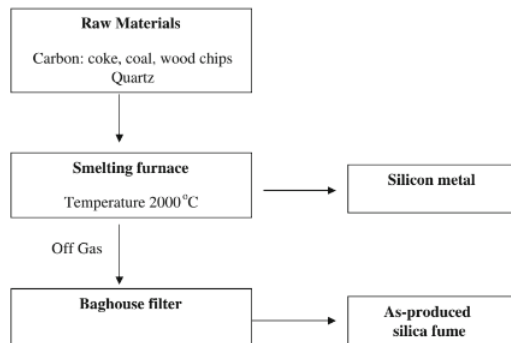 Raw Materials
Carbon: coke, coal, wood chips
Quartz
Smelting furnace
Temperature 2000°C
Silicon metal
Off Gas
Baghouse filter
As-produced
silica fume